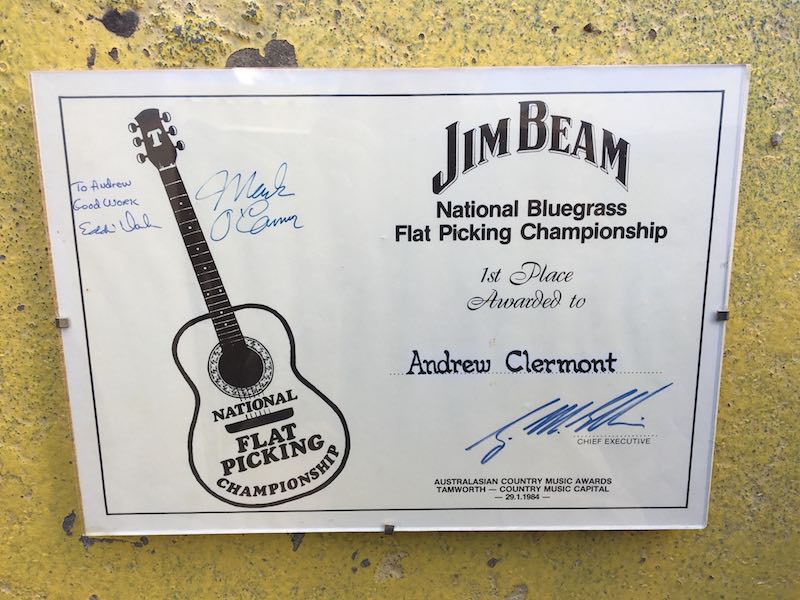 T
To Andrew
Good Work
Mark
O'Connor
NATIONAL
FLAT
PICKING
CHAMPIONSHIP
JIM BEAM
National Bluegrass
Flat Picking Championship
1st Place
Awarded to
Andrew Clermont
CHIEF EXECUTIVE
AUSTRALASIAN COUNTRY MUSIC AWARDS
TAMWORTH — COUNTRY MUSIC CAPITAL
— 29.1.1984 —